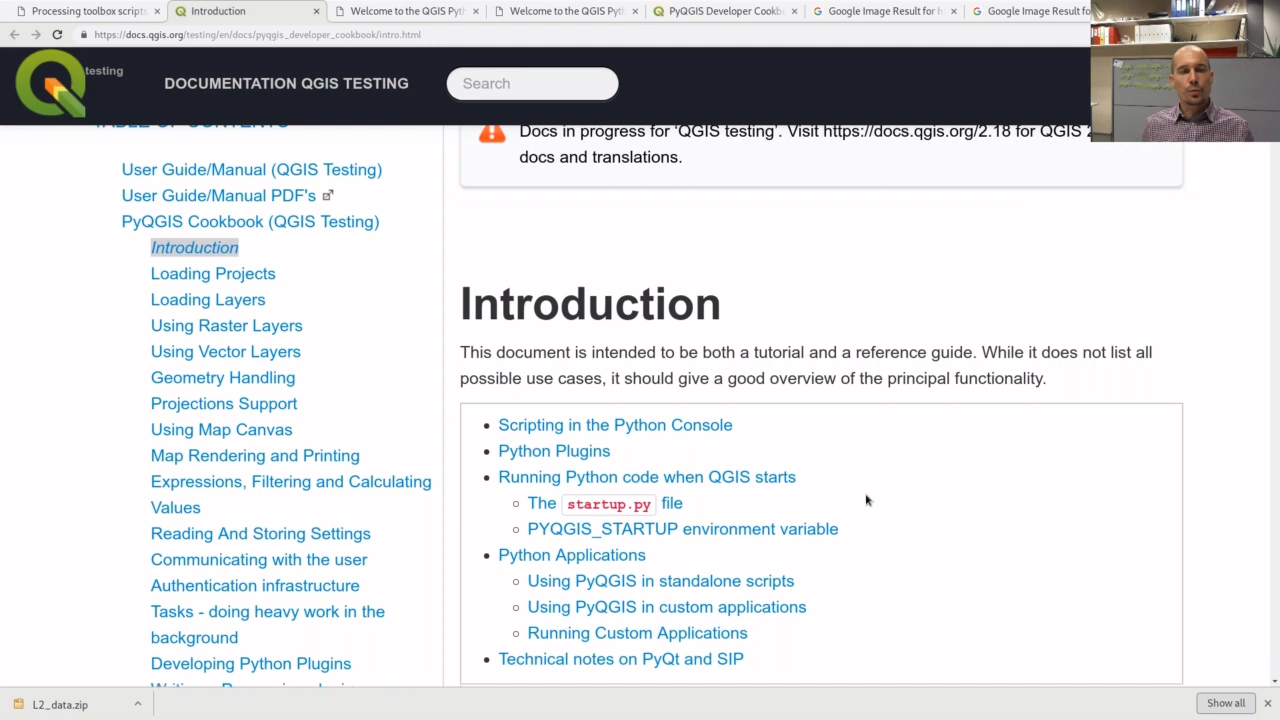 Processing toolbox scripts
Introduction
Welcome to the QGIS Pyth
Welcome to the QGIS Pyth
PyQGIS Developer Cookb
Google Image Result for h
Google Image Result fo
https://docs.qgis.org/testing/en/docs/pyqgis_developer_cookbook/intro.html
testing
DOCUMENTATION QGIS TESTING
Search
TABLE OF CONTENTS
User Guide/Manual (QGIS Testing)
User Guide/Manual PDF's
PyQGIS Cookbook (QGIS Testing)
Introduction
Loading Projects
Loading Layers
Using Raster Layers
Using Vector Layers
Geometry Handling
Projections Support
Using Map Canvas
Map Rendering and Printing
Expressions, Filtering and Calculating
Values
Reading And Storing Settings
Communicating with the user
Authentication infrastructure
Tasks - doing heavy work in the
background
Developing Python Plugins
Docs in progress for 'QGIS testing'. Visit https://docs.qgis.org/2.18 for QGIS 2
docs and translations.
Introduction
This document is intended to be both a tutorial and a reference guide. While it does not list all
possible use cases, it should give a good overview of the principal functionality.
Scripting in the Python Console
Python Plugins
Running Python code when QGIS starts
The startup.py file
PYQGIS_STARTUP environment variable
Python Applications
Using PyQGIS in standalone scripts
Using PyQGIS in custom applications
Running Custom Applications
Technical notes on PyQt and SIP
L2_data.zip
Show all